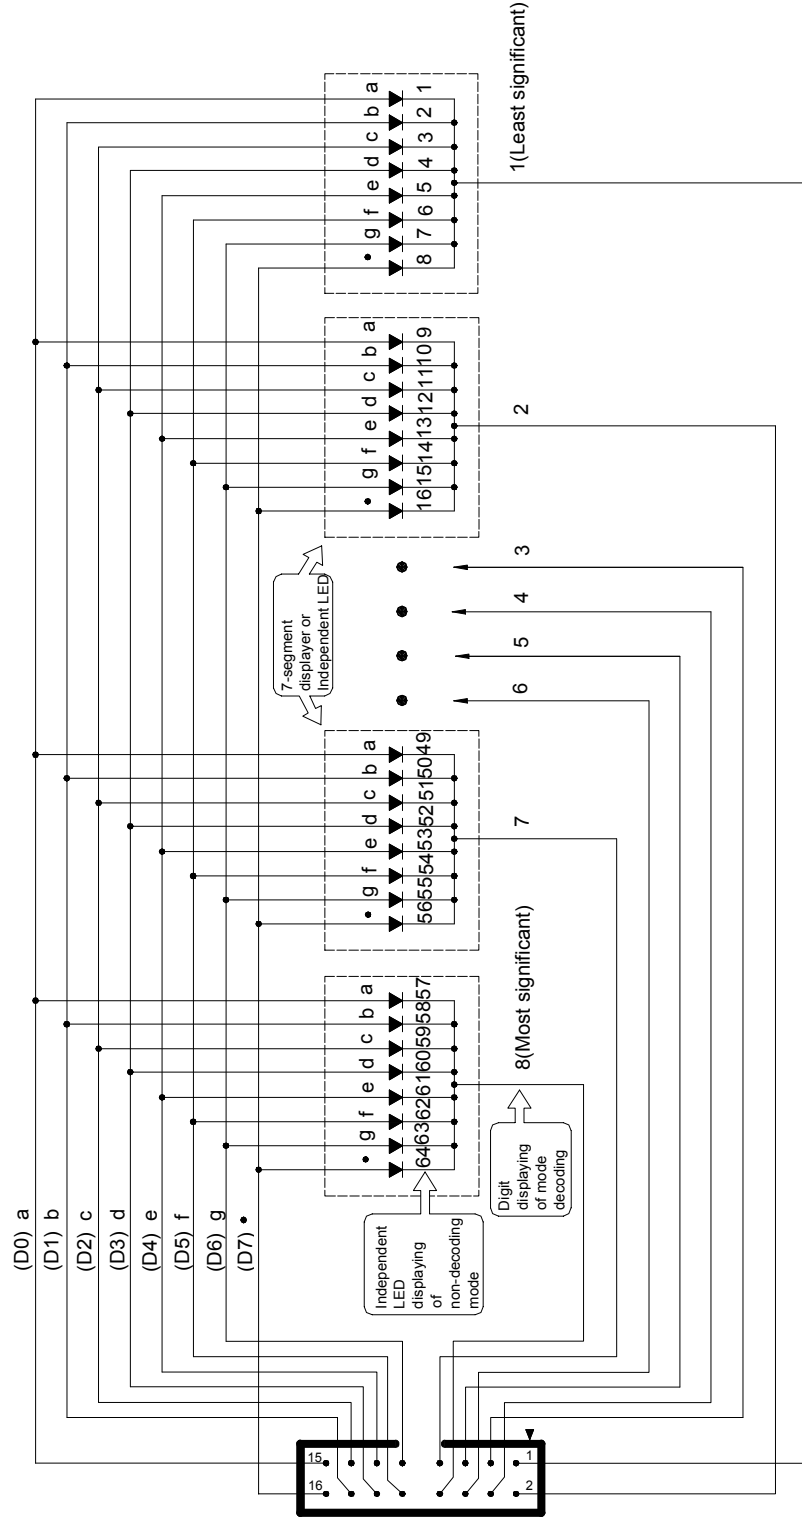 (D0) a
(D1) b
(D2) c
(D3) d
(D4) e
(D5) f
(D6) g
(D7) •
• g f e d c b a
64 63 62 61 60 59 58 57
8(Most significant)
• g f e d c b a
56 55 54 53 52 51 50 49
7
6
5
4
3
• g f e d c b a
16 15 14 13 12 11 10 9
2
• g f e d c b a
8 7 6 5 4 3 2 1
1(Least significant)
7-segment
displayer or
Independent LED
Independent
LED
displaying
of
non-decoding
mode
Digit
displaying
of mode
decoding
15
16
1
2